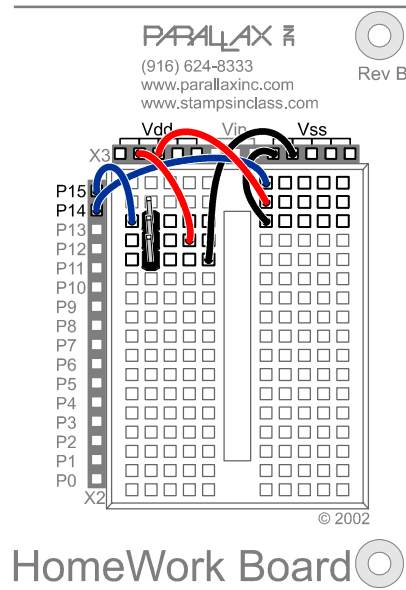 PARALLAX INC
(916) 624-8333
www.parallaxinc.com
www.stampsinclass.com
Rev B
Vdd Vin Vss
X3
P15
P14
P13
P12
P11
P10
P9
P8
P7
P6
P5
P4
P3
P2
P1
P0
X2
© 2002
HomeWork Board